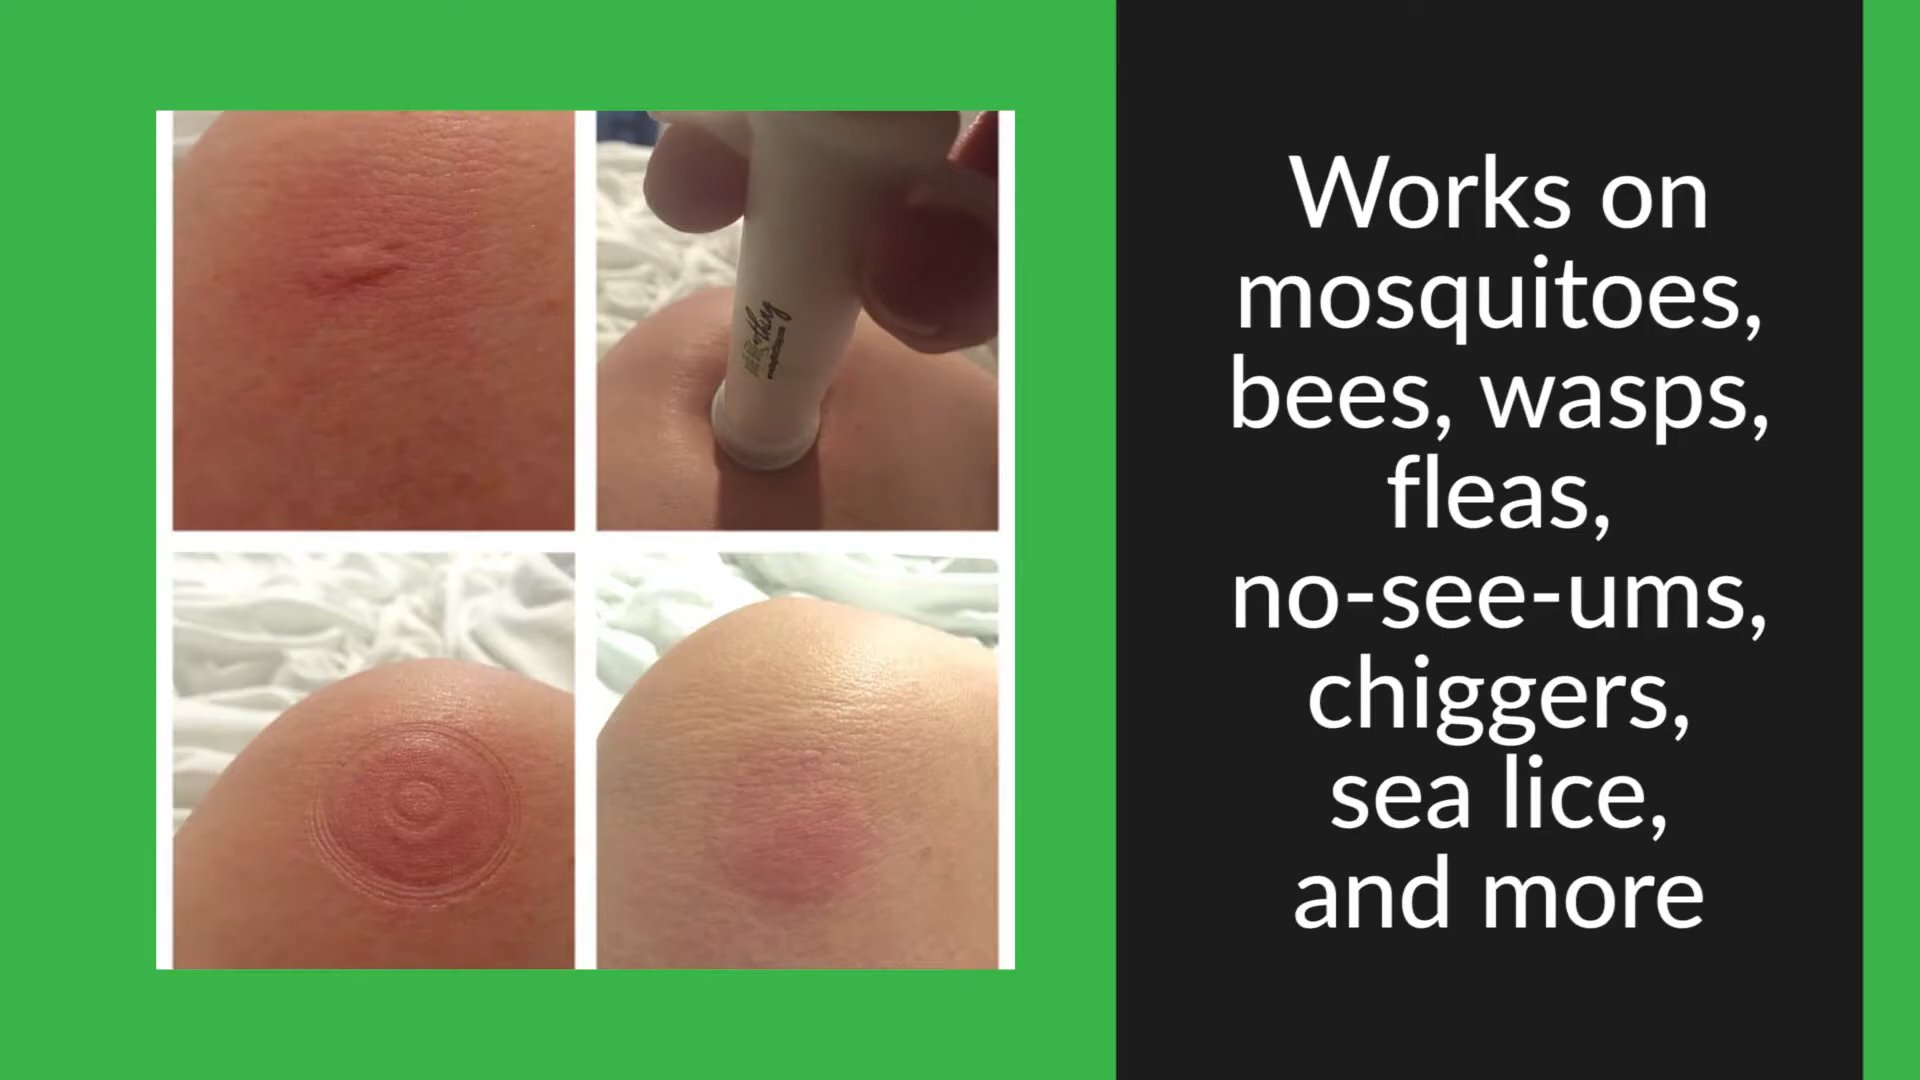 Works on
mosquitoes,
bees, wasps,
fleas,
no-see-ums,
chiggers,
sea lice,
and more